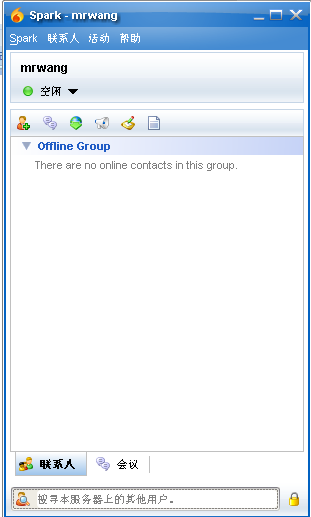 Spark - mrwang
Spark 联系人 活动 帮助
mrwang
空闲
Offline Group
There are no online contacts in this group.
联系人 会议
搜寻本服务器上的其他用户。